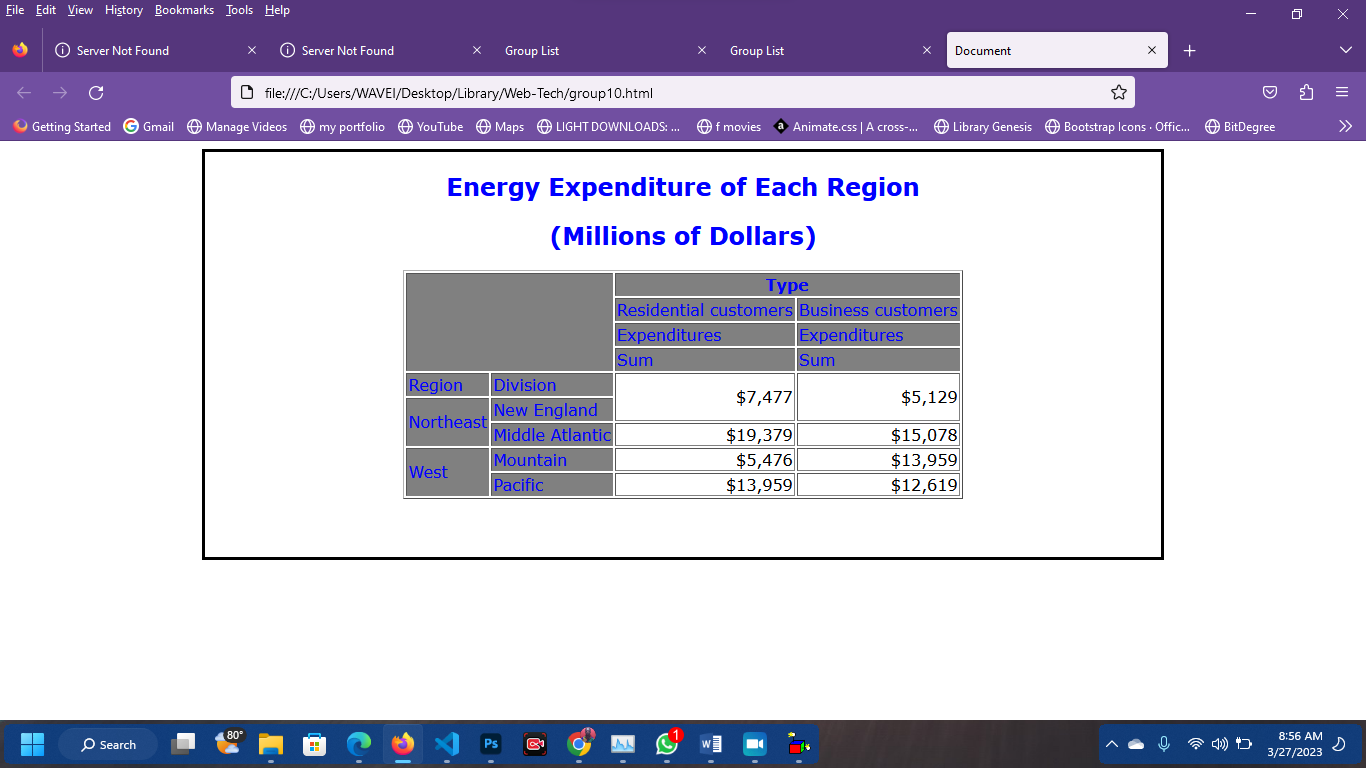 File Edit View History Bookmarks Tools Help
Server Not Found Server Not Found Group List Group List Document
file:///C:/Users/WAVEI/Desktop/Library/Web-Tech/group10.html
Getting Started Gmail Manage Videos my portfolio YouTube Maps LIGHT DOWNLOADS: ... f movies Animate.css | A cross-... Library Genesis Bootstrap Icons · Offic... BitDegree
Energy Expenditure of Each Region
(Millions of Dollars)
Type
Residential customers Business customers
Expenditures Expenditures
Sum Sum
Region Division $7,477 $5,129
Northeast New England
Middle Atlantic $19,379 $15,078
West Mountain $5,476 $13,959
Pacific $13,959 $12,619
80°
Search Ps 1 W
8:56 AM
3/27/2023